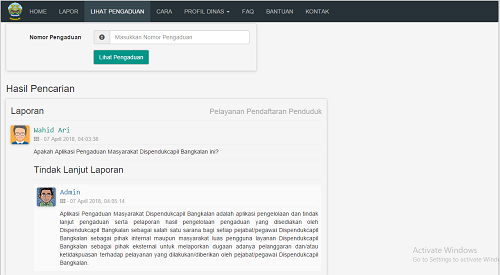 HOME LAPOR LIHAT PENGADUAN CARA PROFIL DINAS FAQ BANTUAN KONTAK
Nomor Pengaduan Masukkan Nomor Pengaduan
Lihat Pengaduan
Hasil Pencarian
Laporan Pelayanan Pendaftaran Penduduk
Wahid Ari
- 07 April 2018, 04:03:38
Apakah Aplikasi Pengaduan Masyarakat Dispendukcapil Bangkalan ini?
Tindak Lanjut Laporan
Admin
- 07 April 2018, 04:05:14
Aplikasi Pengaduan Masyarakat Dispendukcapil Bangkalan adalah aplikasi pengelolaan dan tindak
lanjut pengaduan serta pelaporan hasil pengelolaan pengaduan yang disediakan oleh
Dispendukcapil Bangkalan sebagai salah satu sarana bagi setiap pejabat/pegawai Dispendukcapil
Bangkalan sebagai pihak internal maupun masyarakat luas pengguna layanan Dispendukcapil
Bangkalan sebagai pihak eksternal untuk melaporkan dugaan adanya pelanggaran dan/atau
ketidakpuasan terhadap pelayanan yang dilakukan/diberikan oleh pejabat/pegawai Dispendukcapil
Bangkalan.
Activate Windows
Go to Settings to activate Wind